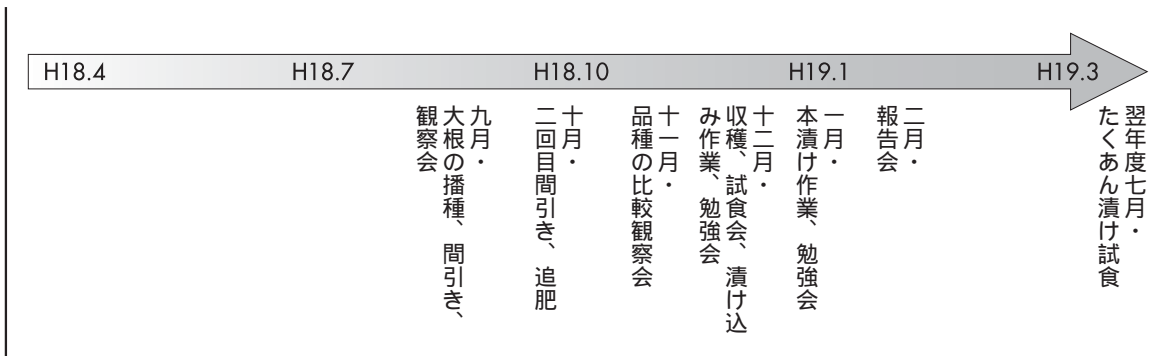 H18.4
H18.7
H18.10
H19.1
H19.3
九月・
大根の播種、間引き、
観察会
十月・
二回目間引き、追肥
十一月・
品種の比較観察会
十二月・
収穫、試食会、漬け込
み作業、勉強会
一月・
本漬け作業、勉強会
二月・
報告会
翌年度七月・
たくあん漬け試食